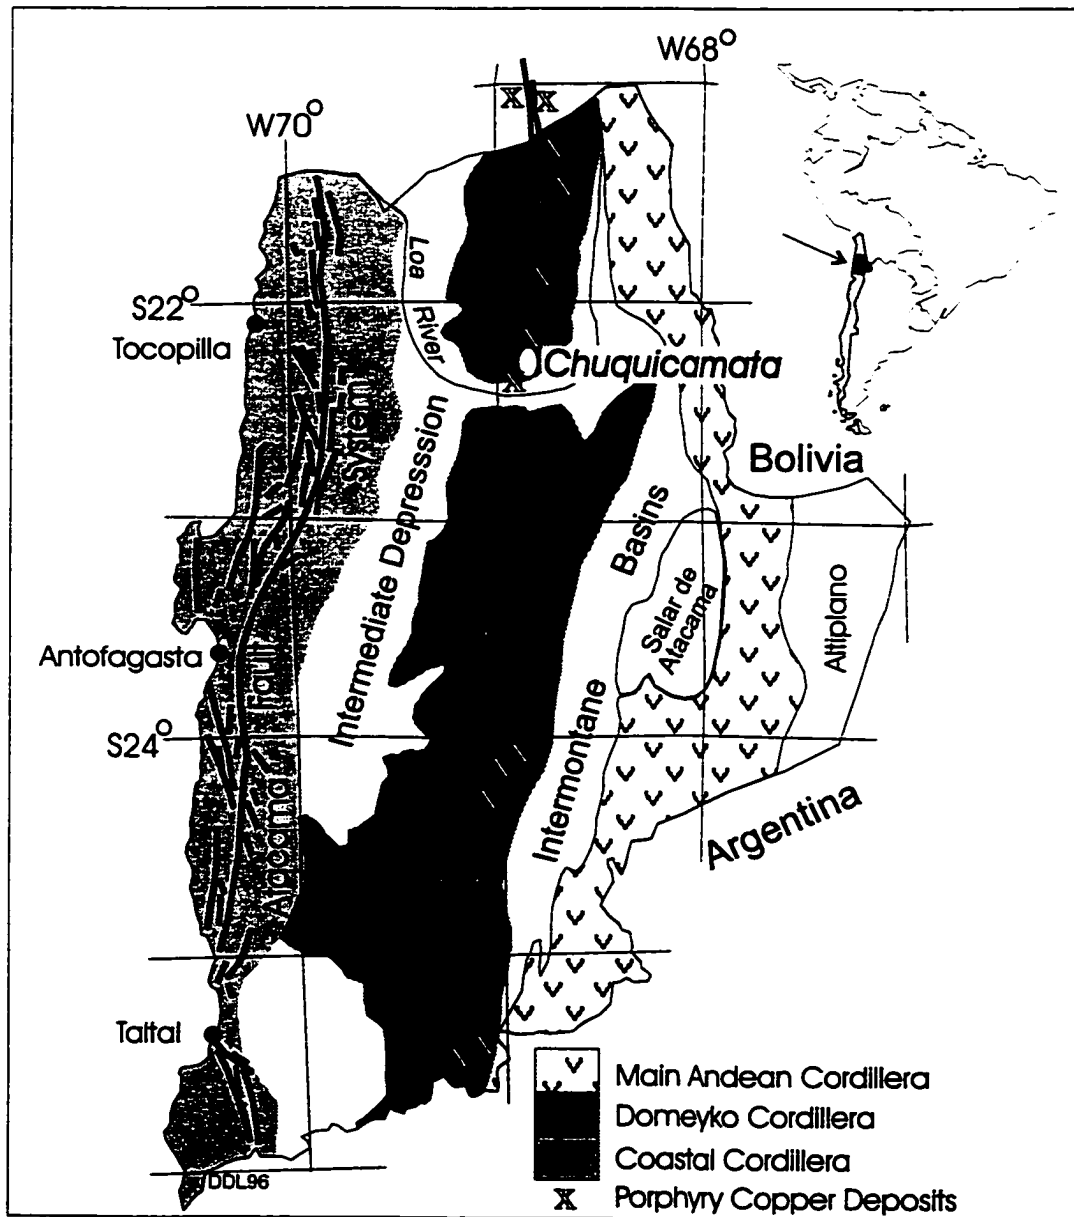 W68°
W70°
X X
Loa
River
S22°
Tocopilla
Chuquicamata
X
System
Bolivia
Intermediate Depresssion
Basins
Salar de
Atacama
Altiplano
Antofagasta
Fault
S24°
Intermontane
Argentina
Atacama
Taltal
Main Andean Cordillera
Domeyko Cordillera
Coastal Cordillera
X Porphyry Copper Deposits
DDL96